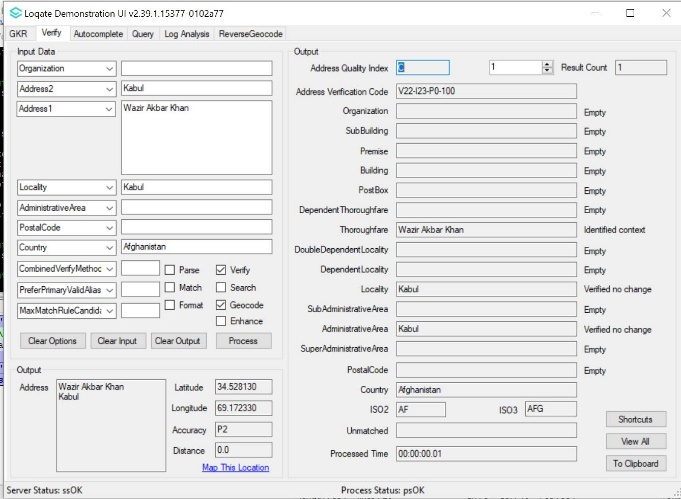 Loqate Demonstration UI v2.39.1.15377-0102a77
GKR Verify Autocomplete Query Log Analysis ReverseGeocode
Input Data
Organization
Address2 Kabul
Address1 Wazir Akbar Khan
Locality Kabul
AdministrativeArea
PostalCode
Country Afghanistan
CombinedVerifyMethoc Parse Verify
PreferPrimaryValidAlias Match Search
MaxMatchRuleCandida Format Geocode
Enhance
Clear Options Clear Input Clear Output Process
Output
Address Wazir Akbar Khan
Kabul
Latitude 34.528130
Longitude 69.172330
Accuracy P2
Distance 0.0
Map This Location
Output
Address Quality Index C 1 Result Count 1
Address Verification Code V22-I23-P0-100
Organization Empty
SubBuilding Empty
Premise Empty
Building Empty
PostBox Empty
DependentThoroughfare Empty
Thoroughfare Wazir Akbar Khan Identified context
DoubleDependentLocality Empty
DependentLocality Empty
Locality Kabul Verified no change
SubAdministrativeArea Empty
AdministrativeArea Kabul Verified no change
SuperAdministrativeArea Empty
PostalCode Empty
Country Afghanistan
ISO2 AF ISO3 AFG
Unmatched
Processed Time 00:00:00.01
Shortcuts
View All
To Clipboard
Server Status: ssOK Process Status: psOK